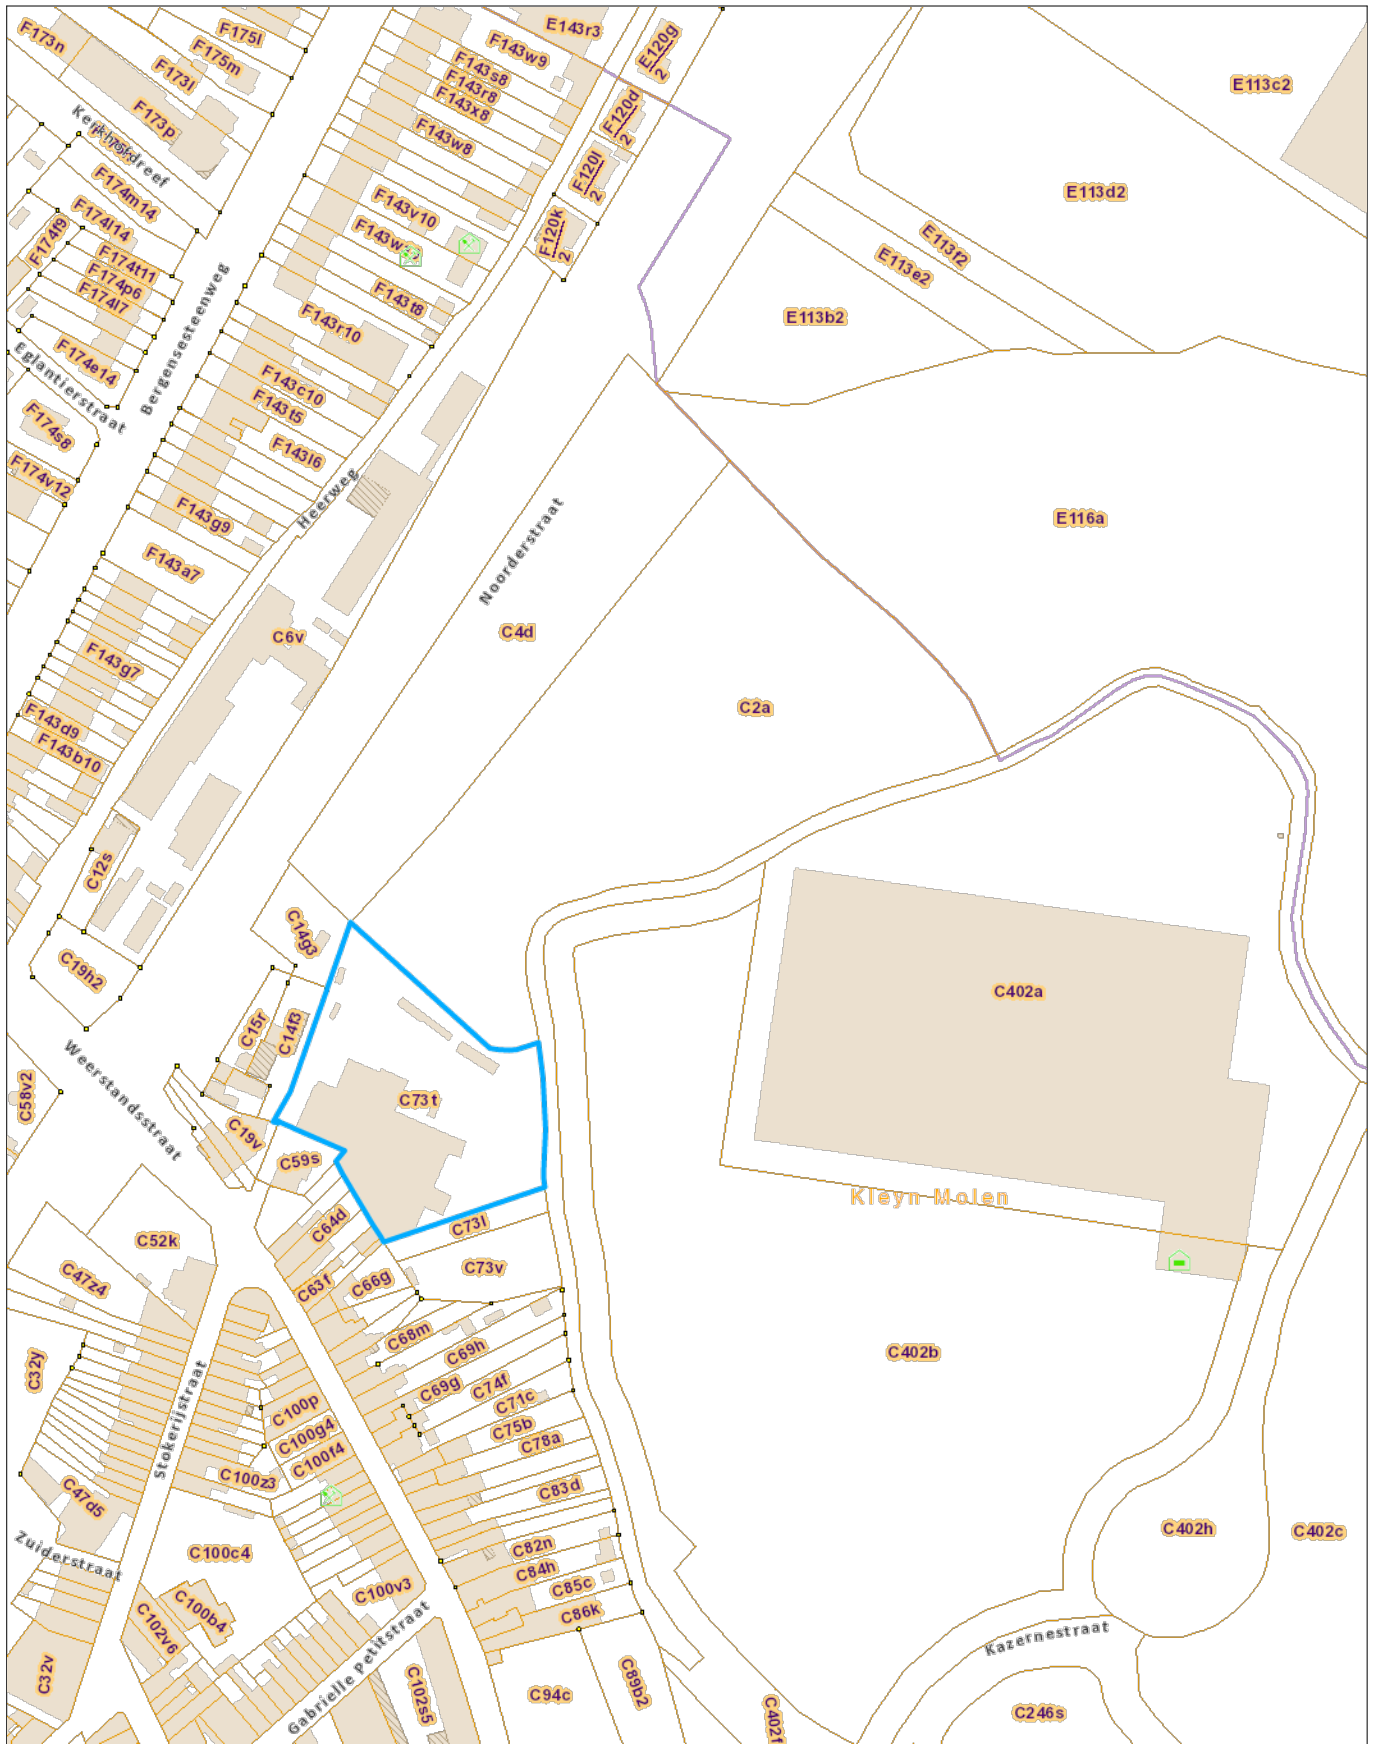 F173n
F175l
F175m
F173l
F173p
Kerkhofdreef
F143w9
E143r3
E120g
2
F143s8
F143r8
F143x8
F143w8
F120d
2
F120l
2
F120k
2
E113c2
E113d2
E113f2
E113e2
E113b2
F174m14
F174l14
F174f9
F174t11
F174p6
F174l7
F174e14
Eglantierstraat
Bergensesteenweg
F143v10
F143t8
F143r10
F143c10
F143t5
F143l6
F174s8
F174v12
F143g9
Heerweg
F143a7
Noorderstraat
E116a
C6v
C4d
C2a
F143g7
F143d9
F143b10
C12s
C19h2
C14g3
C15r
C14f3
C402a
Weerstandsstraat
C58v2
C73t
C19v
C59s
C64d
C73l
C73v
Kleyn Molen
C52k
C47z4
C63f
C66g
C68m
C69h
C69g
C74f
C71c
C75b
C78a
C83d
C402b
C32y
Stokerijstraat
C100p
C100g4
C100f4
C100z3
C47d5
Zuiderstraat
C100c4
C82n
C84h
C85c
C86k
C402h
C402c
C100v3
C100b4
C102v6
Gabrielle Petitstraat
C32v
C102s5
C94c
C89b2
C402f
Kazernestraat
C246s